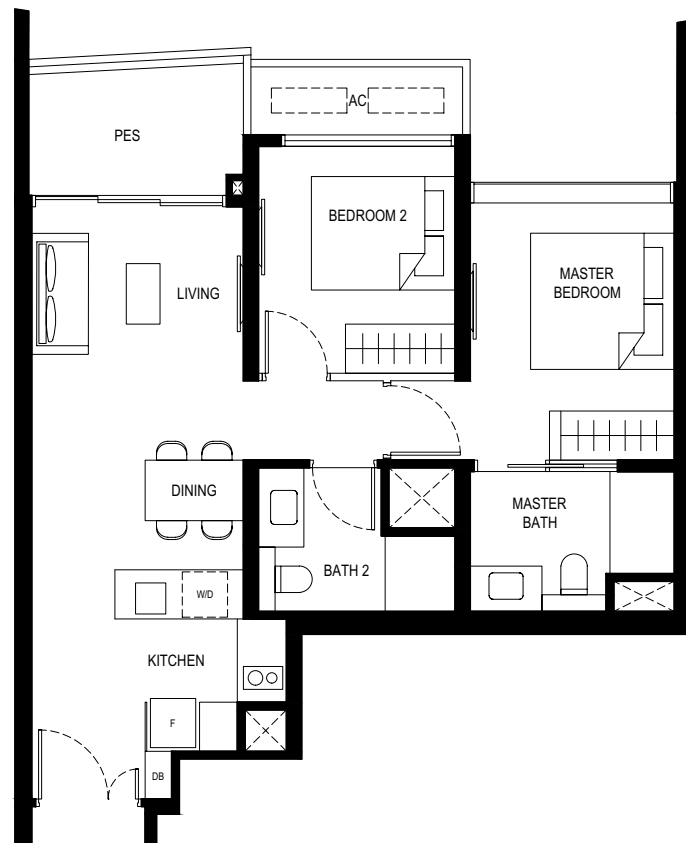 AC
PES
BEDROOM 2
MASTER
BEDROOM
LIVING
DINING
MASTER
BATH
BATH 2
W/D
KITCHEN
F
DB